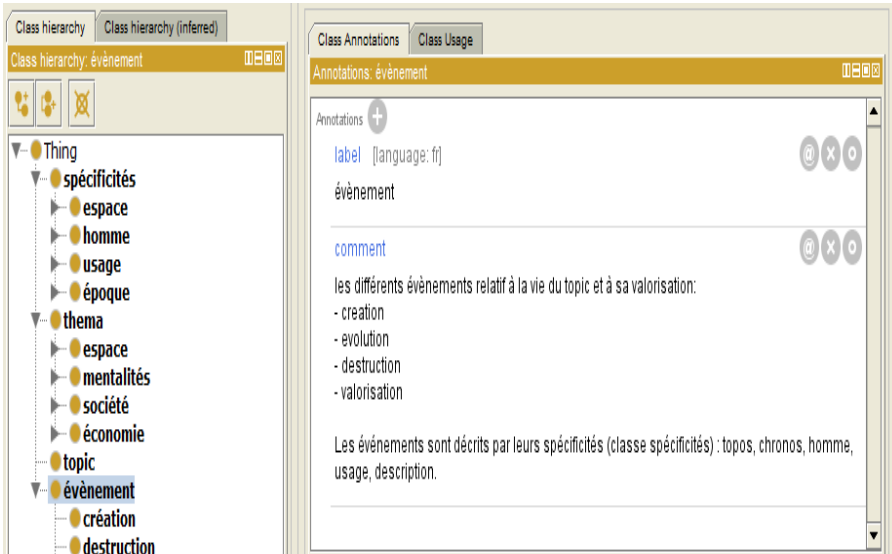 Class hierarchy
Class hierarchy (inferred)
Class hierarchy: évènement
Thing
spécificités
espace
homme
usage
époque
thema
espace
mentalités
société
économie
topic
évènement
création
destruction
Class Annotations
Class Usage
Annotations: évènement
Annotations
label [language: fr]
évènement
comment
les différents évènements relatif à la vie du topic et à sa valorisation:
- creation
- evolution
- destruction
- valorisation
Les événements sont décrits par leurs spécificités (classe spécificités) : topos, chronos, homme,
usage, description.